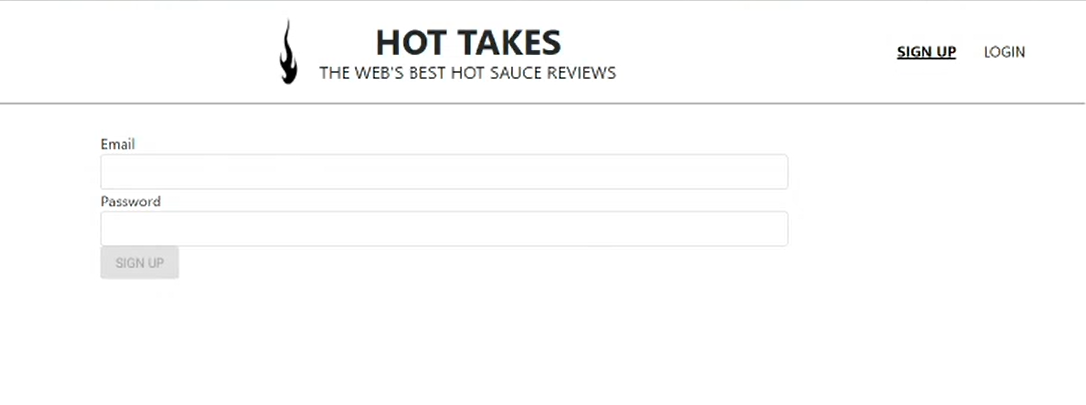 HOT TAKES
THE WEB'S BEST HOT SAUCE REVIEWS
SIGN UP
LOGIN
Email
Password
SIGN UP